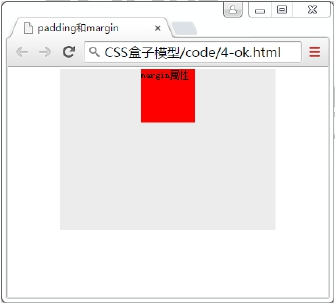 padding和margin
CSS盒子模型/code/4-ok.html
margin属性